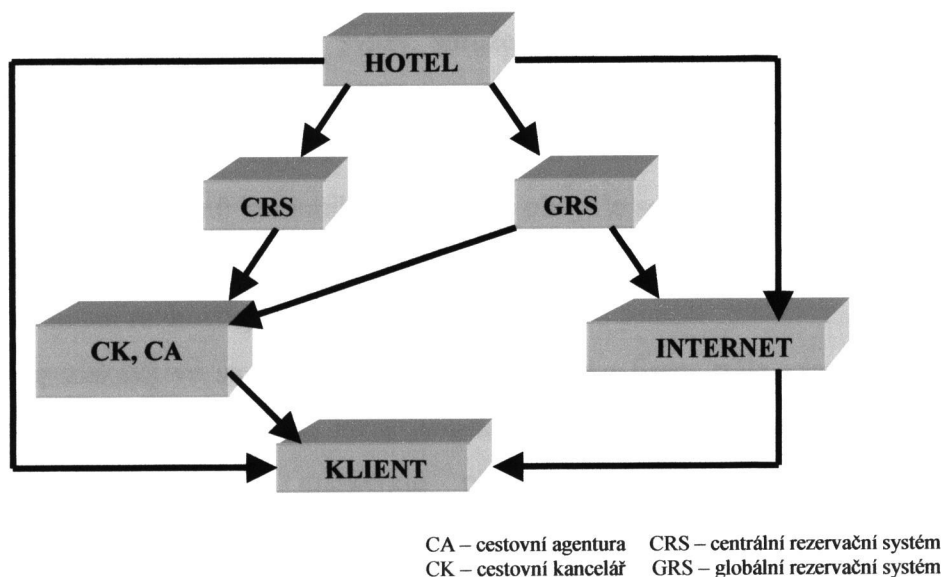 HOTEL
CRS
GRS
CK, CA
INTERNET
KLIENT
CA – cestovní agentura CRS – centrální rezervační systém
CK – cestovní kancelář GRS – globální rezervační systém